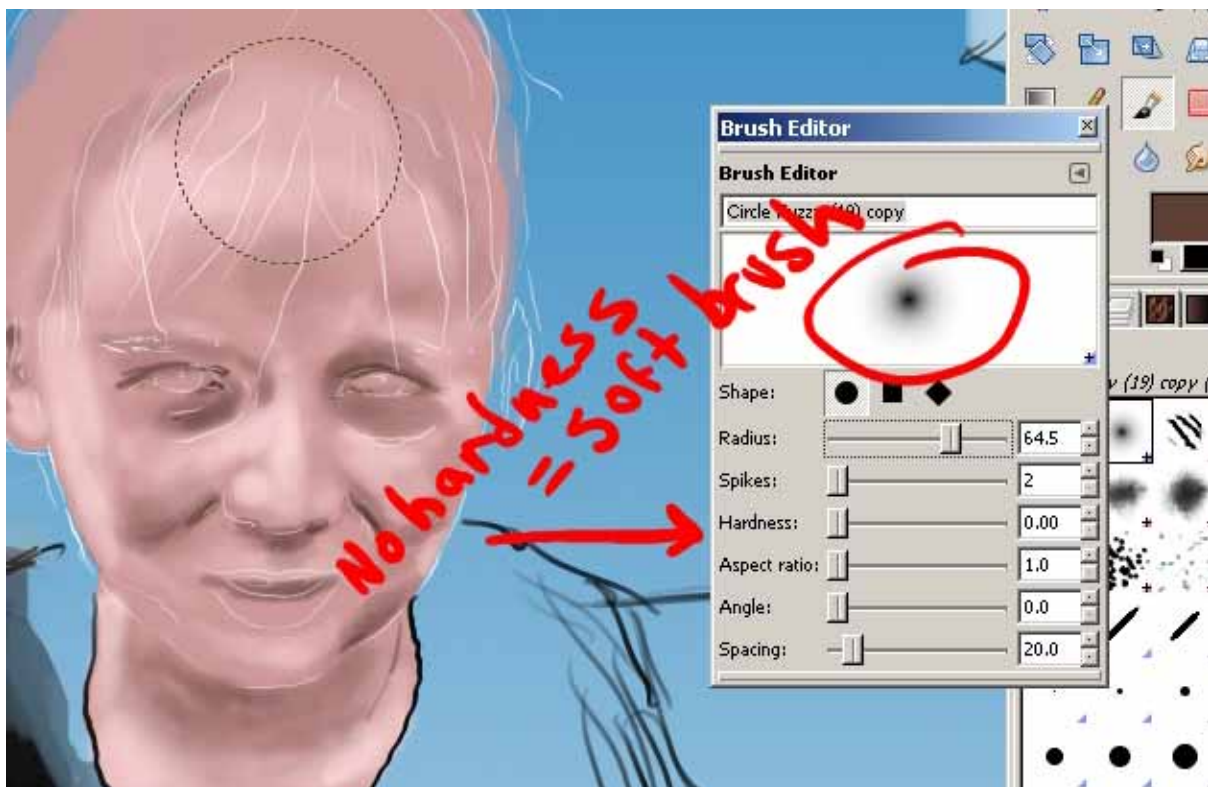 Brush Editor
Brush Editor
Circle Fuzzy (19) copy
Shape:
Radius: 64.5
Spikes: 2
Hardness: 0.00
Aspect ratio: 1.0
Angle: 0.0
Spacing: 20.0
No hardness
= soft brush
(19) copy (